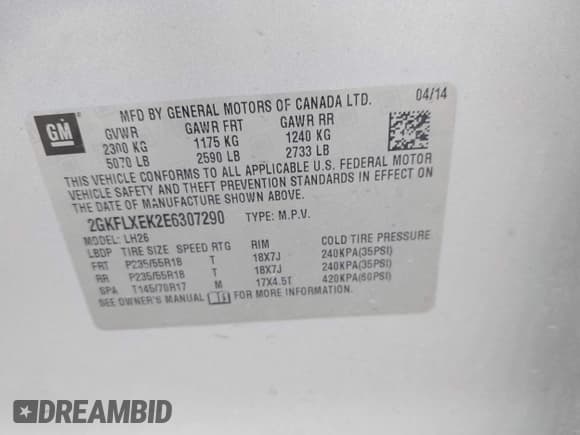 GM
MFD BY GENERAL MOTORS OF CANADA LTD.
04/14
GVWR GAWR FRT GAWR RR
2300 KG 1175 KG 1240 KG
5070 LB 2590 LB 2733 LB
THIS VEHICLE CONFORMS TO ALL APPLICABLE U.S. FEDERAL MOTOR
VEHICLE SAFETY AND THEFT PREVENTION STANDARDS IN EFFECT ON
THE DATE OF MANUFACTURE SHOWN ABOVE.
2GKFLXEK2E6307290 TYPE: M.P.V.
MODEL: LH26
LBDP TIRE SIZE SPEED RTG RIM COLD TIRE PRESSURE
FRT P235/55R18 T 18X7J 240KPA(35PSI)
RR P235/55R18 T 18X7J 240KPA(35PSI)
SPA T145/70R17 M 17X4.5T 420KPA(60PSI)
SEE OWNER'S MANUAL FOR MORE INFORMATION.
DREAMBID